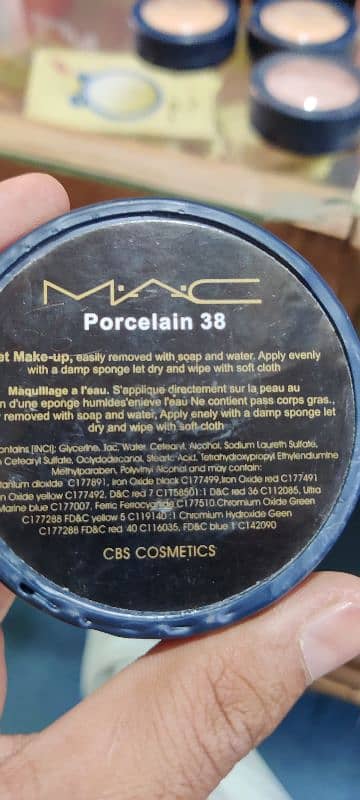 M·A·C
Porcelain 38
et Make-up, easily removed with soap and water. Apply evenly
with a damp sponge let dry and wipe with soft cloth
Maquillage a l'eau. S'applique directement sur la peau au
n d'une eponge humides enieve l'eau Ne contient pass corps gras.,
removed with soap and water. Apply enely with a damp sponge let
dry and wipe with soft cloth
ontains [INCI]: Glycerine, Tac, Water, Cetearyl, Alcohol, Sodium Laureth Sulfate,
Cetearyl Sulfate, Octyldodecanol, Stearic, Acid, Tetrahydroxypropyl Ethylendiumine
Methylparaben, Polyvinyl Alcohol and may contain:
tanium dioxide C177891, Iron Oxide black C177499, Iron Oxide red C177491
n Oxide yellow C177492, D&C red 7 C1T58501:1 D&C red 36 C112085, Ultra
Marine blue C177007, Ferric Ferrocyanide C177510 Chromium Oxide Green
C177288 FD&C yellow 5 C119140 :1 Chromium Hydroxide Green
C177288 FD&C red 40 C116035, FD&C blue 1 C142090
CBS COSMETICS